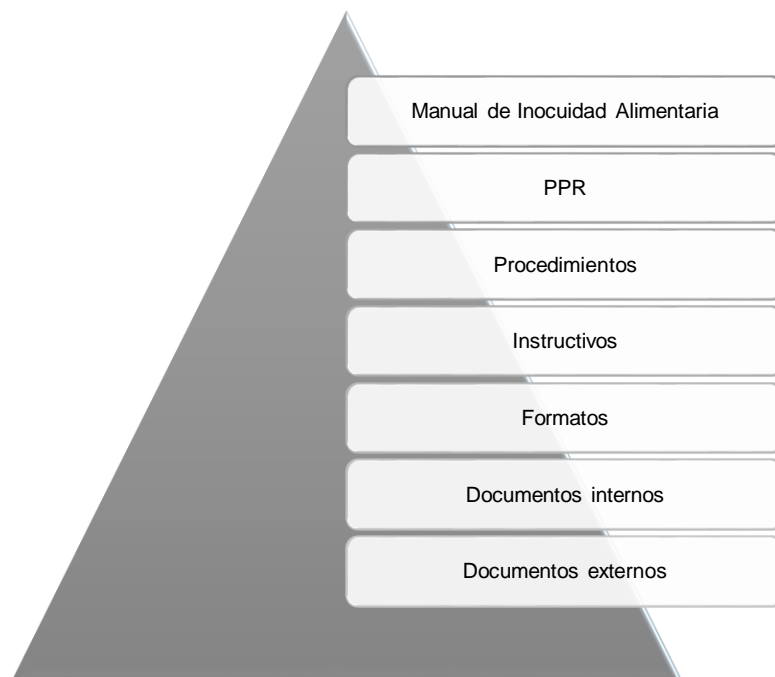 Manual de Inocuidad Alimentaria
PPR
Procedimientos
Instructivos
Formatos
Documentos internos
Documentos externos